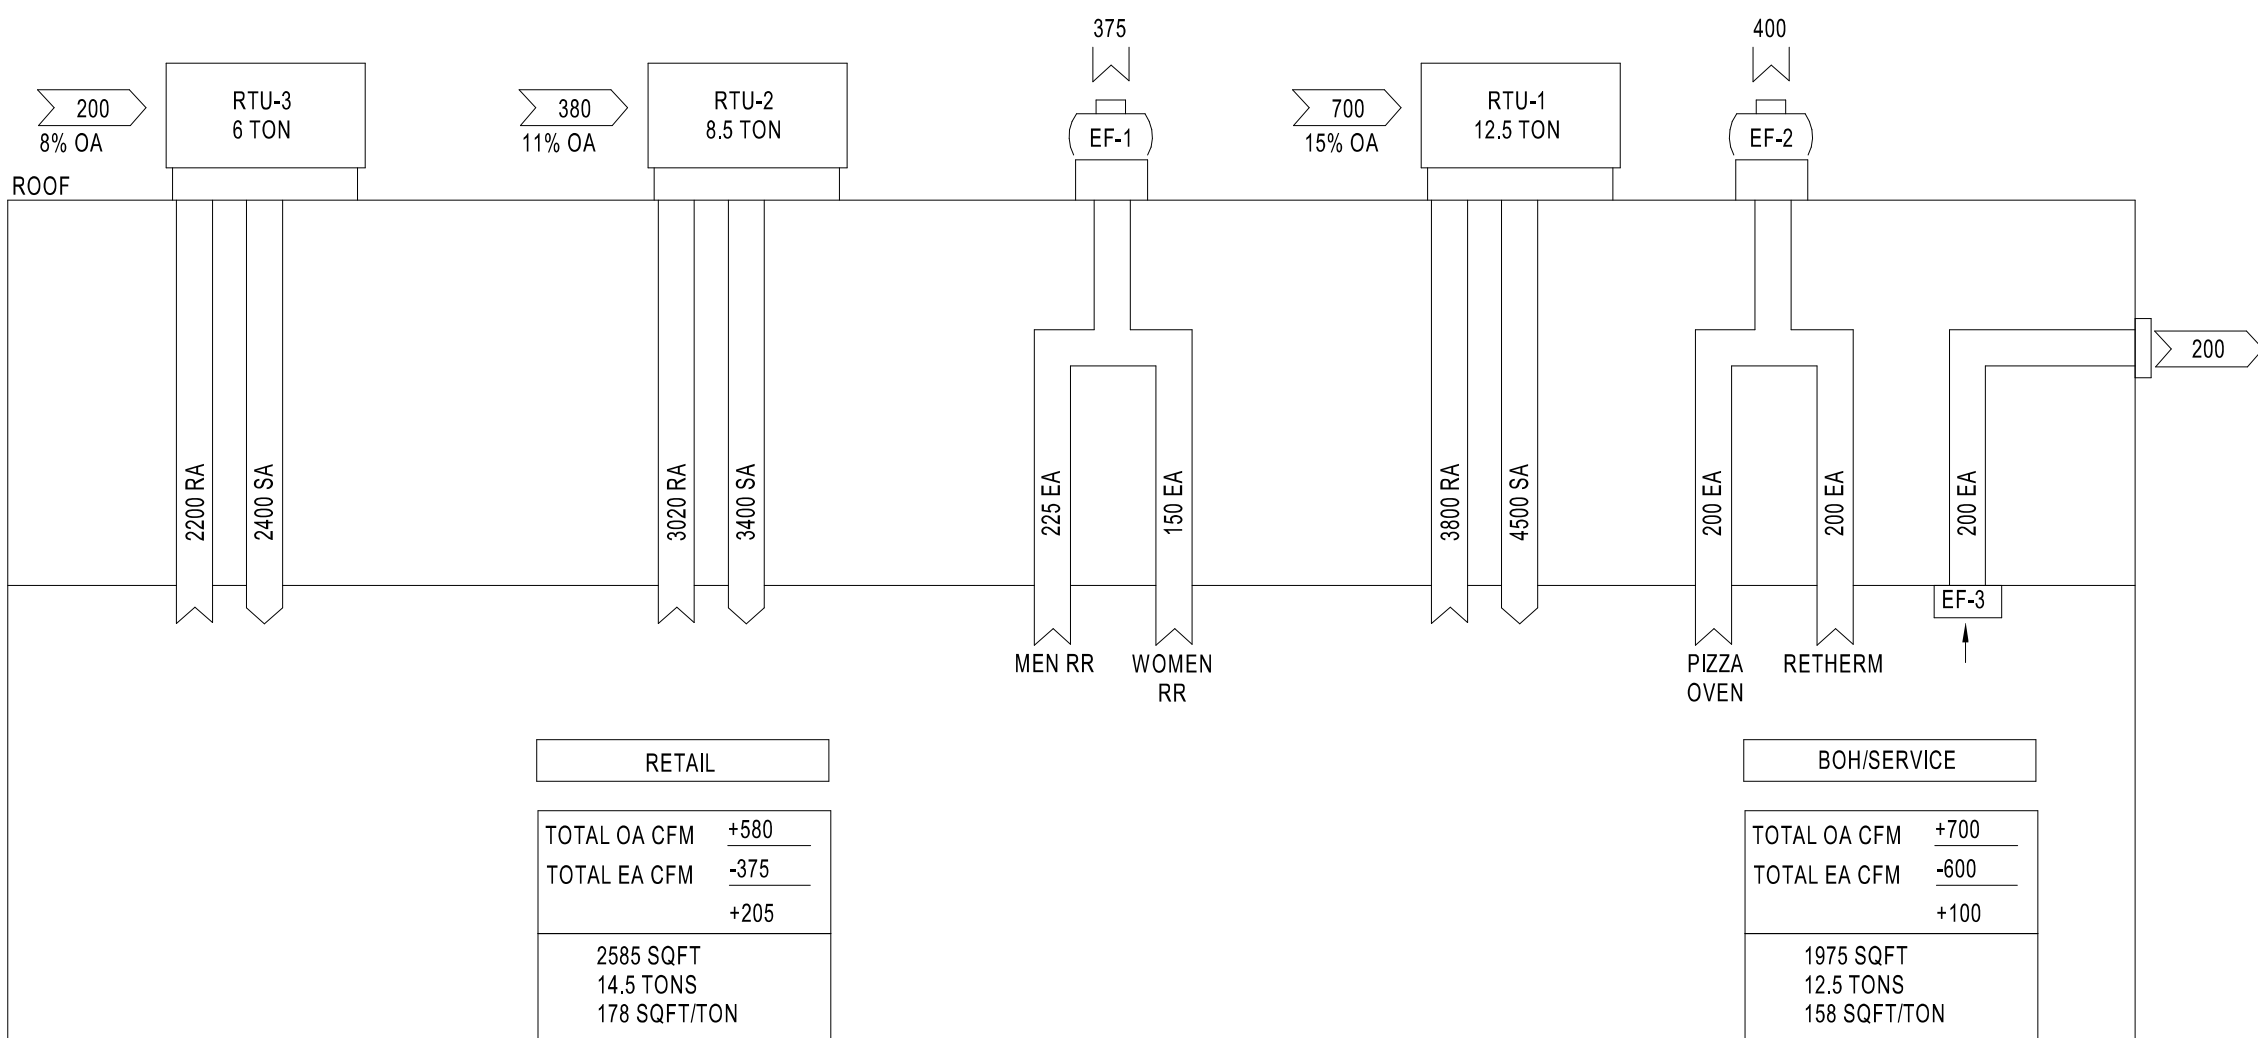 375
400
200
8% OA
RTU-3
6 TON
380
11% OA
RTU-2
8.5 TON
EF-1
700
15% OA
RTU-1
12.5 TON
EF-2
ROOF
200
2200 RA
2400 SA
3020 RA
3400 SA
225 EA
150 EA
3800 RA
4500 SA
200 EA
200 EA
200 EA
EF-3
MEN RR
WOMEN
RR
PIZZA
OVEN
RETHERM
RETAIL
TOTAL OA CFM +580
TOTAL EA CFM -375
+205
2585 SQFT
14.5 TONS
178 SQFT/TON
BOH/SERVICE
TOTAL OA CFM +700
TOTAL EA CFM -600
+100
1975 SQFT
12.5 TONS
158 SQFT/TON